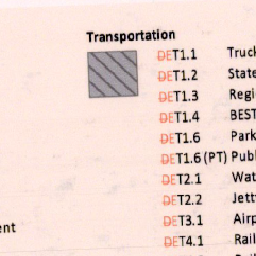 Transportation
DET1.1 Truck
DET1.2 State
DET1.3 Regi
DET1.4 BEST
DET1.6 Park
DET1.6 (PT) Publ
DET2.1 Wat
DET2.2 Jett
DET3.1 Airp
ent
DET4.1 Rail